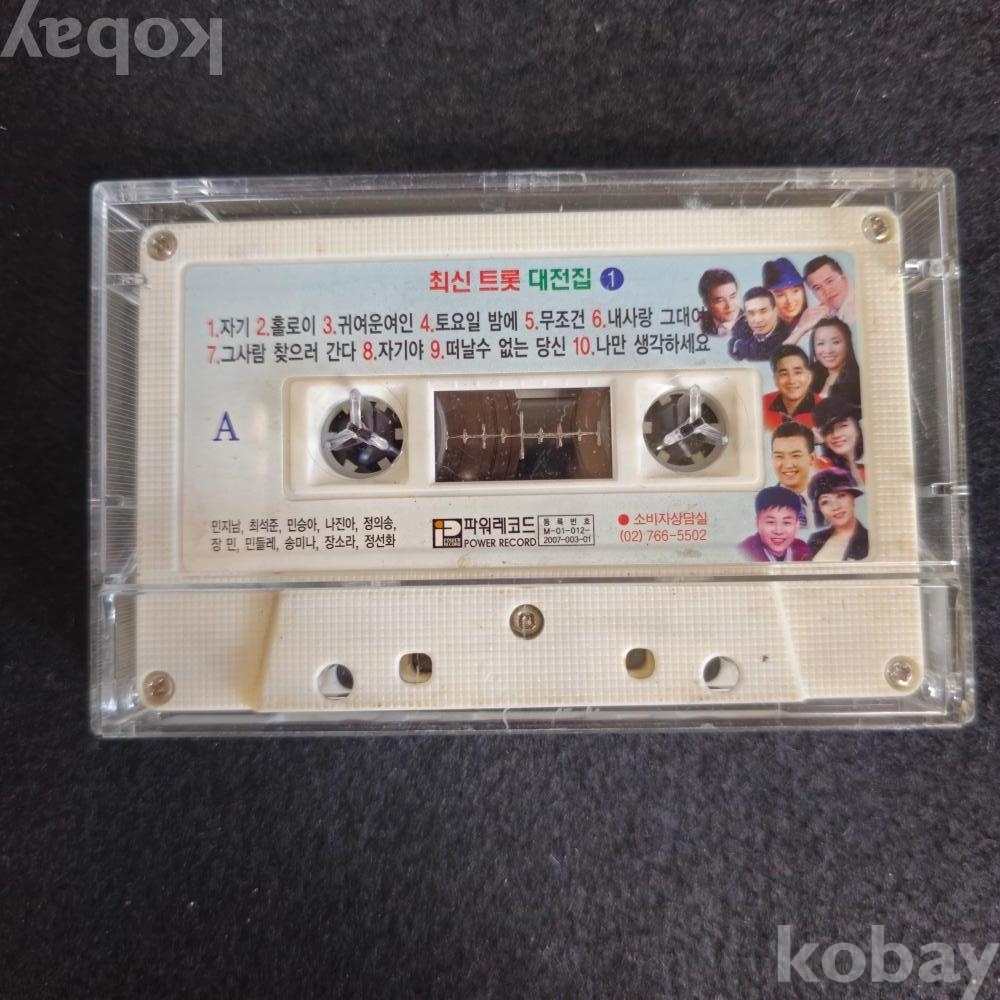 kobay
최신 트롯 대전집 1
1.자기 2.홀로이 3.귀여운여인 4.토요일 밤에 5.무조건 6.내사랑 그대여
7.그사람 찾으러 간다 8.자기야 9.떠날수 없는 당신 10.나만 생각하세요
A
민지남, 최석준, 민승아, 나진아, 정의송,
장 민, 민들레, 송미나, 장소라, 정선화
파워레코드
POWER RECORD
등 록 번 호
M-01-012-
2007-003-01
● 소비자상담실
(02) 766-5502
kobay